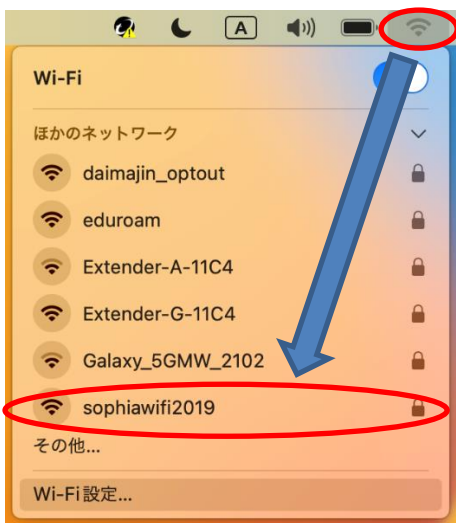 A
Wi-Fi
ほかのネットワーク
daimajin_optout
eduroam
Extender-A-11C4
Extender-G-11C4
Galaxy_5GMW_2102
sophiawifi2019
その他...
Wi-Fi設定...